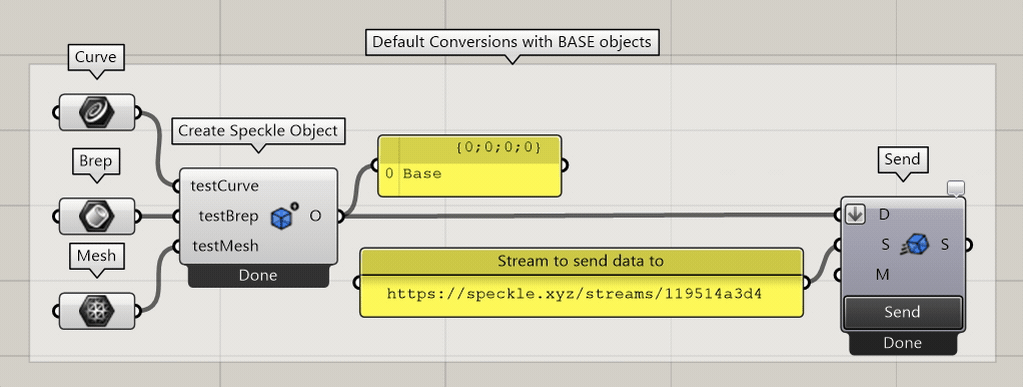 Default Conversions with BASE objects
Curve
Create Speckle Object
Brep
{0;0;0;0}
0 Base
Send
testCurve
testBrep
testMesh
O
Done
Mesh
Stream to send data to
https://speckle.xyz/streams/119514a3d4
D
S
S
M
Send
Done